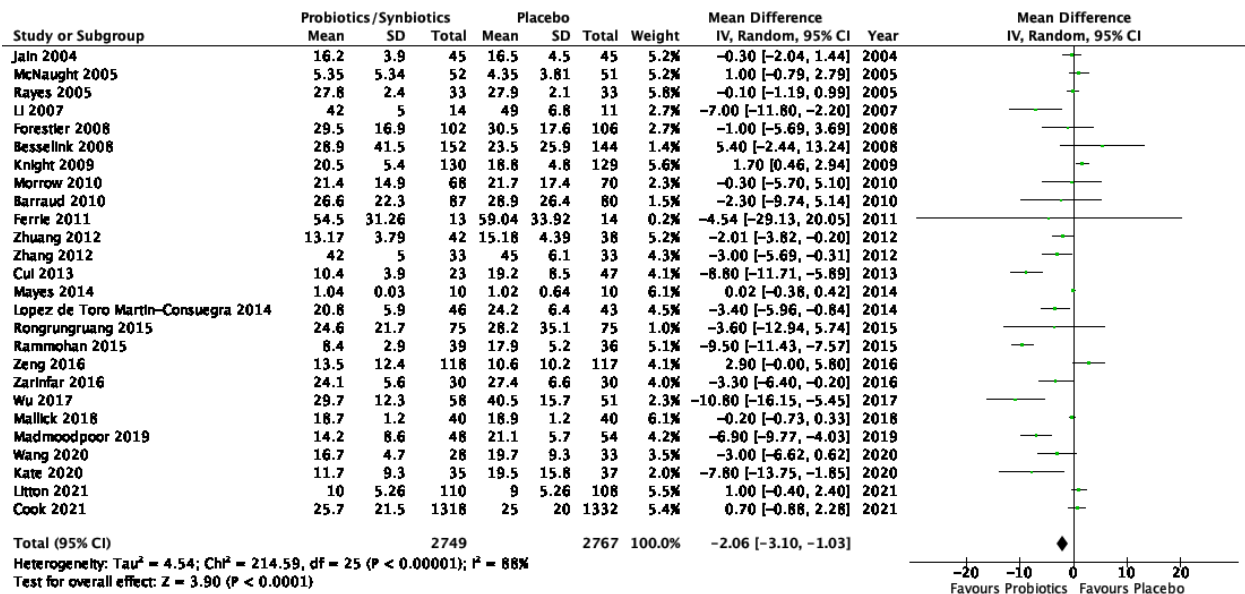 Probiotics/Synbiotics Placebo Mean Difference Mean Difference
Study or Subgroup Mean SD Total Mean SD Total Weight IV, Random, 95% CI Year IV, Random, 95% CI
Jain 2004 16.2 3.9 45 16.5 4.5 45 5.2% −0.30 [−2.04, 1.44] 2004
McNaught 2005 5.35 5.34 52 4.35 3.81 51 5.2% 1.00 [−0.79, 2.79] 2005
Rayes 2005 27.8 2.4 33 27.9 2.1 33 5.8% −0.10 [−1.19, 0.99] 2005
Li 2007 42 5 14 49 6.8 11 2.7% −7.00 [−11.80, −2.20] 2007
Forestier 2008 29.5 16.9 102 30.5 17.6 106 2.7% −1.00 [−5.69, 3.69] 2008
Besselink 2008 28.9 41.5 152 23.5 25.9 144 1.4% 5.40 [−2.44, 13.24] 2008
Knight 2009 20.5 5.4 130 18.8 4.8 129 5.6% 1.70 [0.46, 2.94] 2009
Morrow 2010 21.4 14.9 68 21.7 17.4 70 2.3% −0.30 [−5.70, 5.10] 2010
Barraud 2010 26.6 22.3 87 28.9 26.4 80 1.5% −2.30 [−9.74, 5.14] 2010
Ferrie 2011 54.5 31.26 13 59.04 33.92 14 0.2% −4.54 [−29.13, 20.05] 2011
Zhuang 2012 13.17 3.79 42 15.18 4.39 38 5.2% −2.01 [−3.82, −0.20] 2012
Zhang 2012 42 5 33 45 6.1 33 4.3% −3.00 [−5.69, −0.31] 2012
Cui 2013 10.4 3.9 23 19.2 8.5 47 4.1% −8.80 [−11.71, −5.89] 2013
Mayes 2014 1.04 0.03 10 1.02 0.64 10 6.1% 0.02 [−0.38, 0.42] 2014
Lopez de Toro Martin−Consuegra 2014 20.8 5.9 46 24.2 6.4 43 4.5% −3.40 [−5.96, −0.84] 2014
Rongrungruang 2015 24.6 21.7 75 28.2 35.1 75 1.0% −3.60 [−12.94, 5.74] 2015
Rammohan 2015 8.4 2.9 39 17.9 5.2 36 5.1% −9.50 [−11.43, −7.57] 2015
Zeng 2016 13.5 12.4 118 10.6 10.2 117 4.1% 2.90 [−0.00, 5.80] 2016
Zarinfar 2016 24.1 5.6 30 27.4 6.6 30 4.0% −3.30 [−6.40, −0.20] 2016
Wu 2017 29.7 12.3 58 40.5 15.7 51 2.3% −10.80 [−16.15, −5.45] 2017
Mallick 2018 18.7 1.2 40 18.9 1.2 40 6.1% −0.20 [−0.73, 0.33] 2018
Madmoodpoor 2019 14.2 8.6 48 21.1 5.7 54 4.2% −6.90 [−9.77, −4.03] 2019
Wang 2020 16.7 4.7 28 19.7 9.3 33 3.5% −3.00 [−6.62, 0.62] 2020
Kate 2020 11.7 9.3 35 19.5 15.8 37 2.0% −7.80 [−13.75, −1.85] 2020
Litton 2021 10 5.26 110 9 5.26 108 5.5% 1.00 [−0.40, 2.40] 2021
Cook 2021 25.7 21.5 1318 25 20 1332 5.4% 0.70 [−0.88, 2.28] 2021
Total (95% CI) 2749 2767 100.0% −2.06 [−3.10, −1.03]
Heterogeneity: Tau² = 4.54; Chi² = 214.59, df = 25 (P < 0.00001); I² = 88%
Test for overall effect: Z = 3.90 (P < 0.0001)
−20 −10 0 10 20
Favours Probiotics Favours Placebo